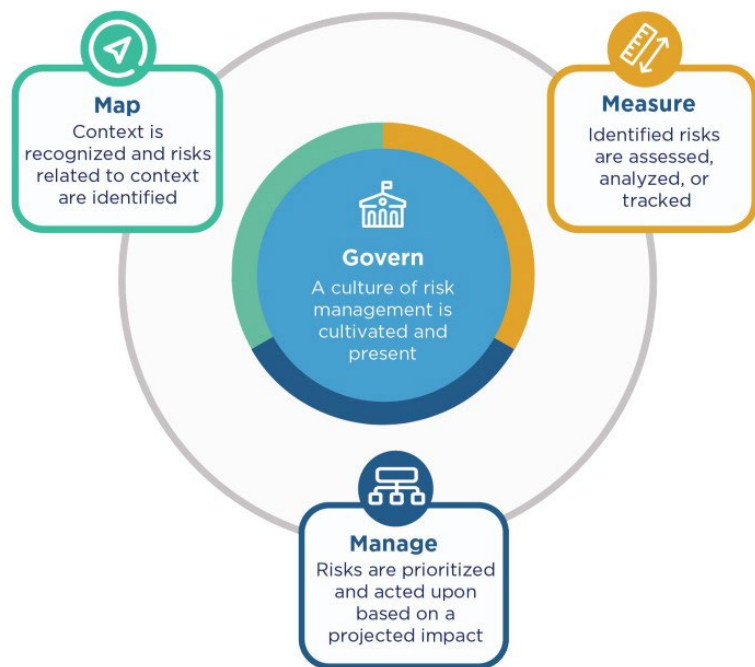 Map
Context is
recognized and risks
related to context
are identified
Measure
Identified risks
are assessed,
analyzed, or
tracked
Govern
A culture of risk
management is
cultivated and
present
Manage
Risks are prioritized
and acted upon
based on a
projected impact